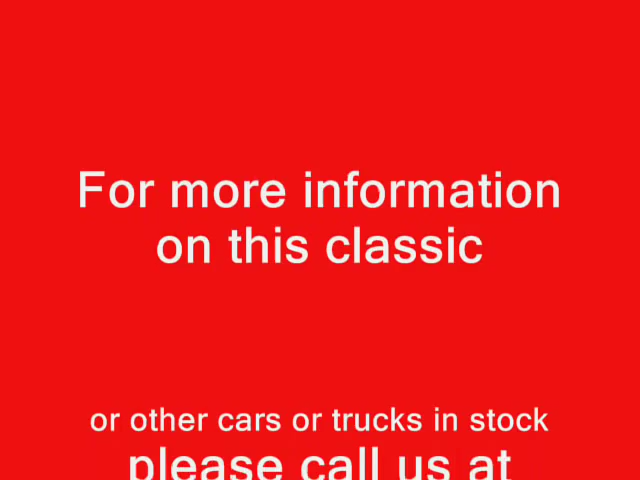 For more information
on this classic
or other cars or trucks in stock
please call us at